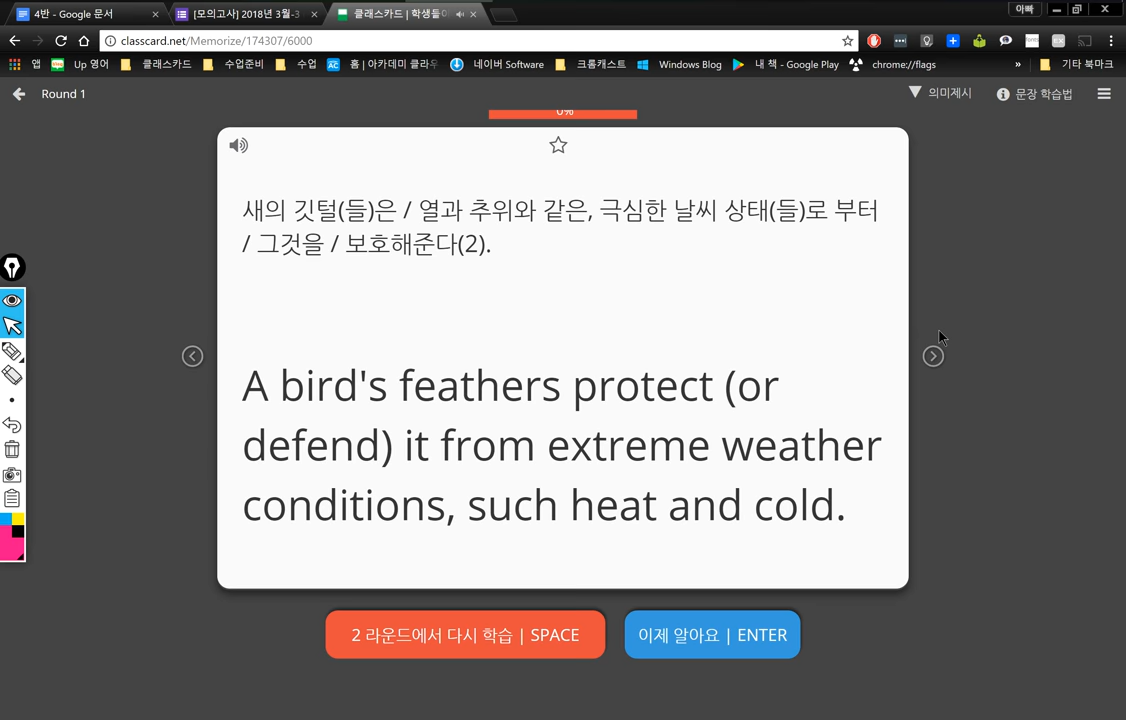 4반 - Google 문서
[모의고사] 2018년 3월-3
클래스카드 | 학생들이
아빠
classcard.net/Memorize/174307/6000
앱
Up 영어
클래스카드
수업준비
수업
홈 | 아카데미 클라우
네이버 Software
크롬캐스트
Windows Blog
내 책 - Google Play
chrome://flags
»
기타 북마크
Round 1
의미제시
문장 학습법
0%
새의 깃털(들)은 / 열과 추위와 같은, 극심한 날씨 상태(들)로 부터
/ 그것을 / 보호해준다(2).
A bird's feathers protect (or
defend) it from extreme weather
conditions, such heat and cold.
2 라운드에서 다시 학습 | SPACE
이제 알아요 | ENTER